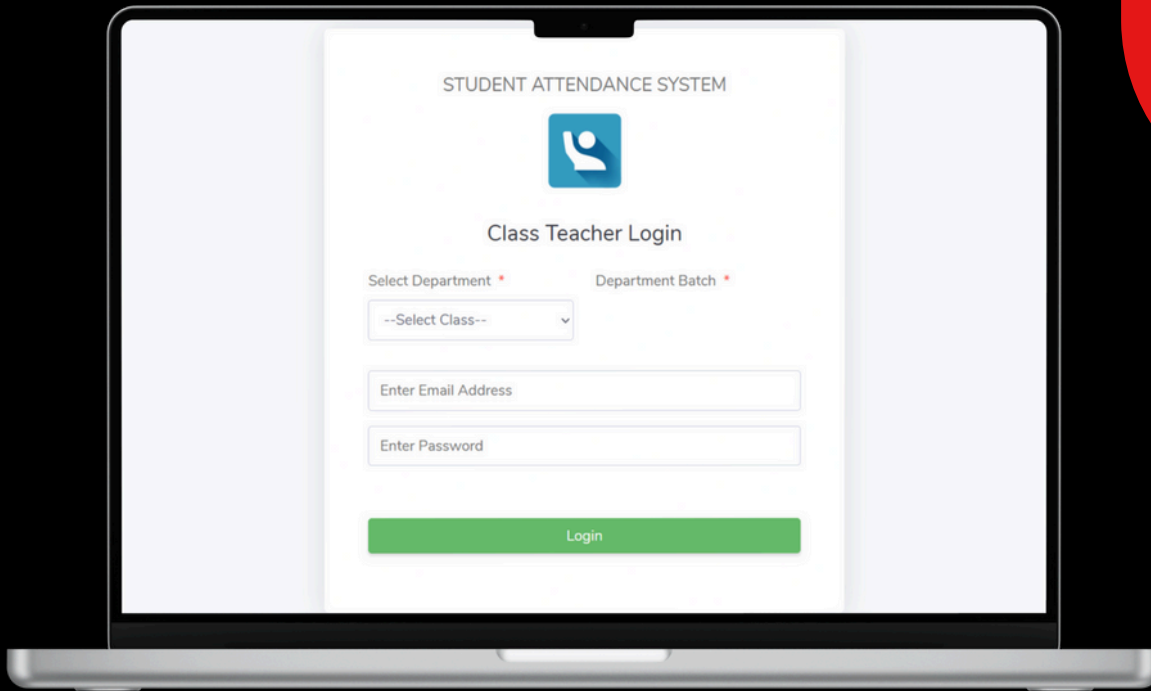 STUDENT ATTENDANCE SYSTEM
Class Teacher Login
Select Department * Department Batch *
--Select Class--
Enter Email Address
Enter Password
Login